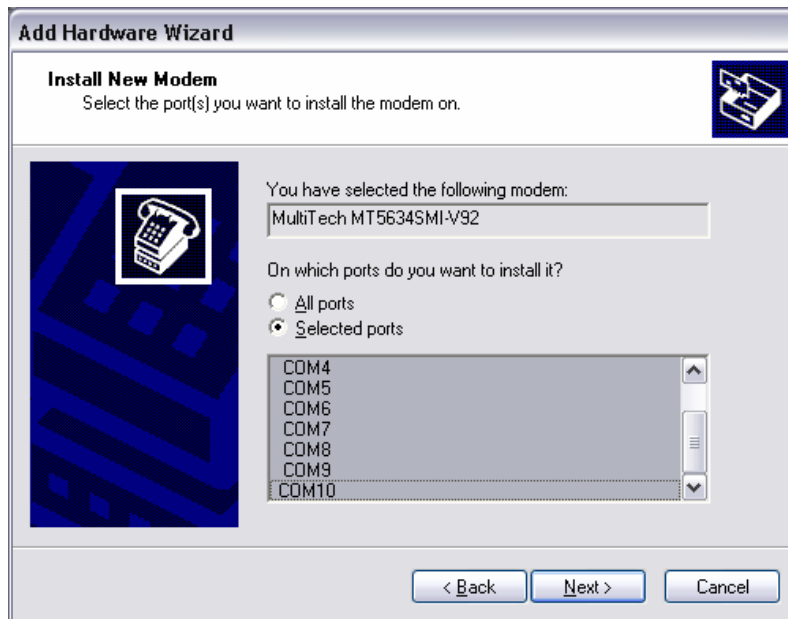 Add Hardware Wizard
Install New Modem
Select the port(s) you want to install the modem on.
You have selected the following modem:
MultiTech MT5634SMI-V92
On which ports do you want to install it?
All ports
Selected ports
COM4
COM5
COM6
COM7
COM8
COM9
COM10
< Back
Next >
Cancel